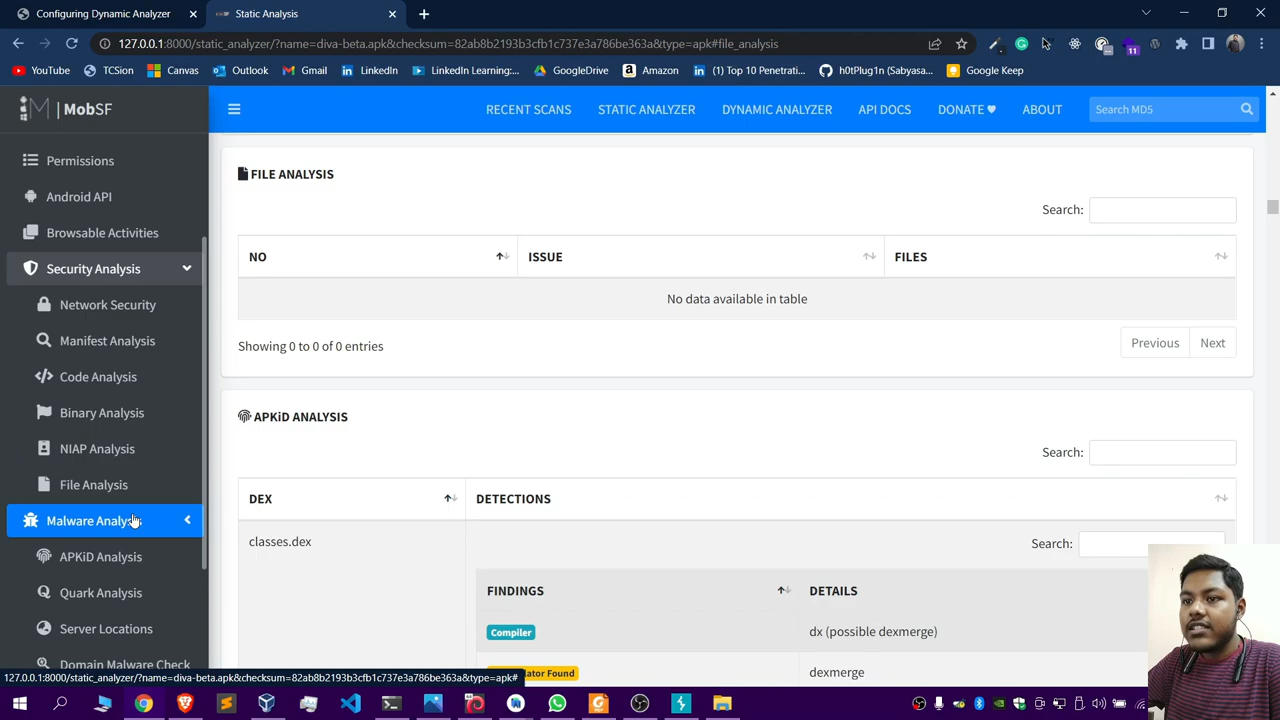 Configuring Dynamic Analyzer
Static Analysis
127.0.0.1:8000/static_analyzer/?name=diva-beta.apk&checksum=82ab8b2193b3cfb1c737e3a786be363a&type=apk#file_analysis
11
YouTube
TCSion
Canvas
Outlook
Gmail
LinkedIn
LinkedIn Learning...
GoogleDrive
Amazon
(1) Top 10 Penetrati...
h0tPlug1n (Sabyasa...
Google Keep
MobSF
RECENT SCANS
STATIC ANALYZER
DYNAMIC ANALYZER
API DOCS
DONATE ♥
ABOUT
Search MD5
Permissions
Android API
Browsable Activities
Security Analysis
Network Security
Manifest Analysis
Code Analysis
Binary Analysis
NIAP Analysis
File Analysis
Malware Analysis
APKiD Analysis
Quark Analysis
Server Locations
Domain Malware Check
FILE ANALYSIS
Search:
NO ISSUE FILES
No data available in table
Showing 0 to 0 of 0 entries
Previous Next
APKiD ANALYSIS
Search:
DEX DETECTIONS
classes.dex
Search:
FINDINGS DETAILS
Compiler dx (possible dexmerge)
lator Found dexmerge
127.0.0.1:8000/static_analyzer/?name=diva-beta.apk&checksum=82ab8b2193b3cfb1c737e3a786be363a&type=apk#